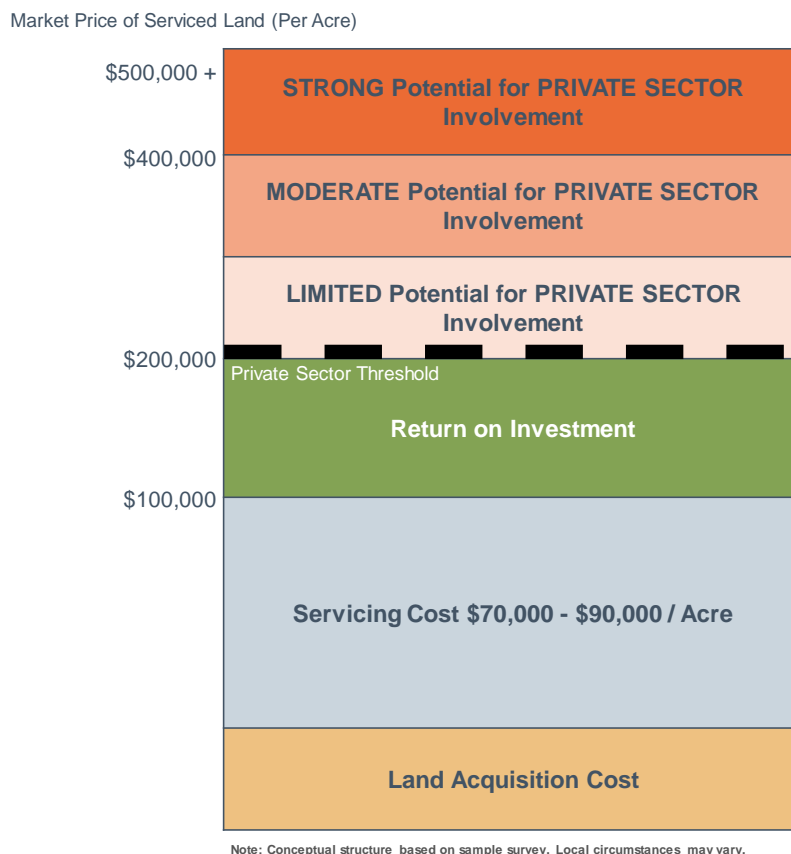 Market Price of Serviced Land (Per Acre)
$500,000 +
STRONG Potential for PRIVATE SECTOR
Involvement
$400,000
MODERATE Potential for PRIVATE SECTOR
Involvement
LIMITED Potential for PRIVATE SECTOR
Involvement
$200,000
Private Sector Threshold
Return on Investment
$100,000
Servicing Cost $70,000 - $90,000 / Acre
Land Acquisition Cost
Note: Conceptual structure based on sample survey. Local circumstances may vary.